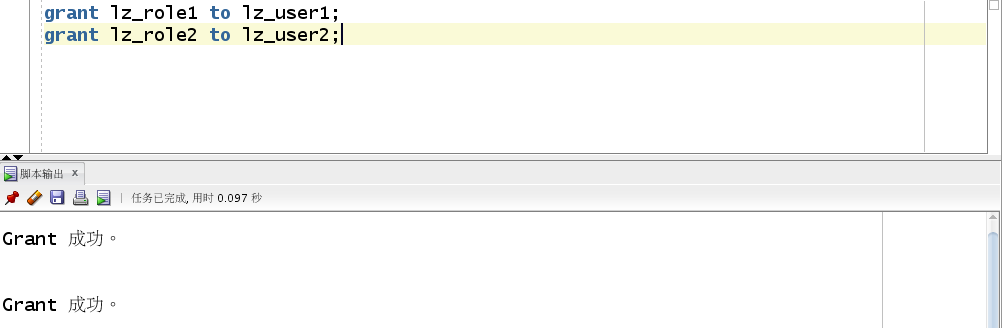 grant lz_role1 to lz_user1;
grant lz_role2 to lz_user2;
脚本输出 x
任务已完成, 用时 0.097 秒
Grant 成功。
Grant 成功。